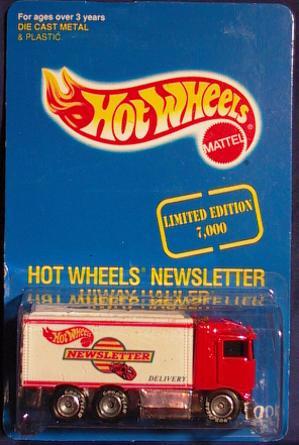 For ages over 3 years
DIE CAST METAL
& PLASTIC.
HOT WHEELS
MATTEL
LIMITED EDITION
7,000
HOT WHEELS® NEWSLETTER
HIWAY HAULER
HOT WHEELS
NEWSLETTER
DELIVERY